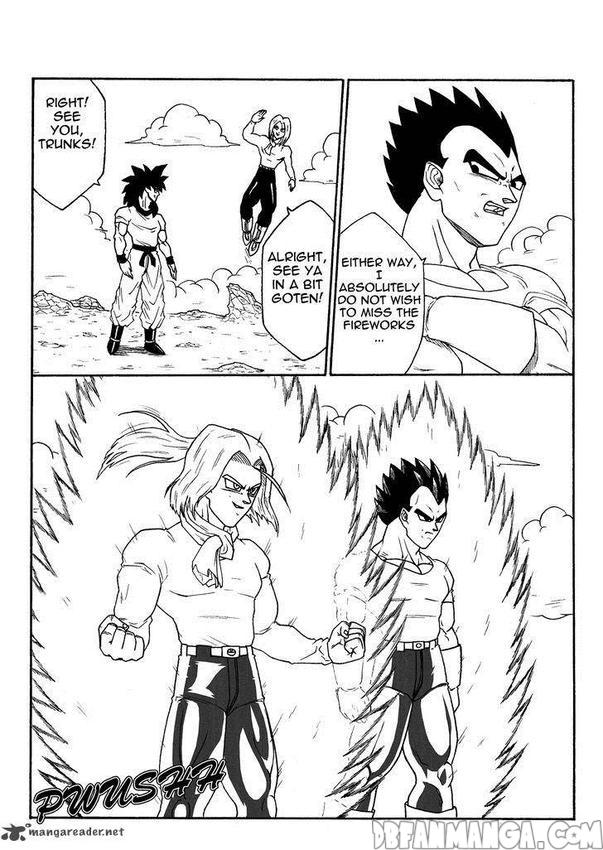 EITHER WAY,
I
ABSOLUTELY
DO NOT WISH
TO MISS THE
FIREWORKS
...
ALRIGHT,
SEE YA
IN A BIT
GOTEN!
RIGHT!
SEE
YOU,
TRUNKS!
PWUSHH
mangareader.net
DBFANMANGA.COM